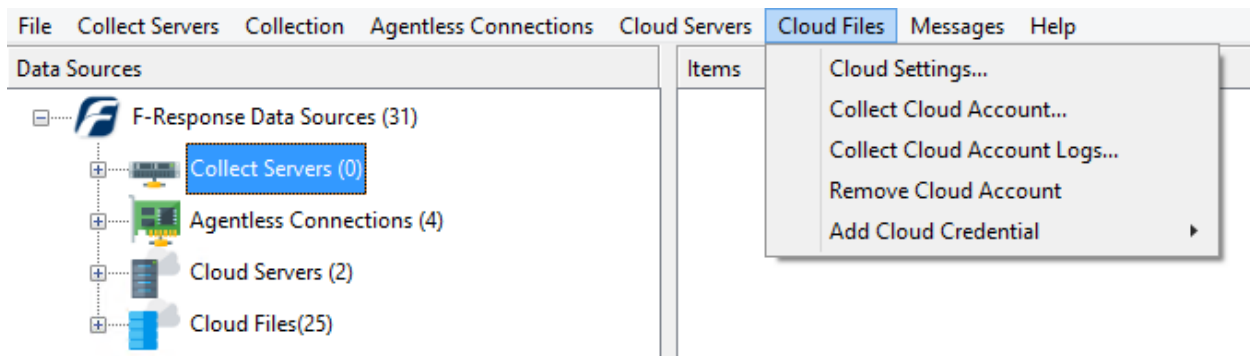 File Collect Servers Collection Agentless Connections Cloud Servers Cloud Files Messages Help
Data Sources
Items
F-Response Data Sources (31)
Collect Servers (0)
Agentless Connections (4)
Cloud Servers (2)
Cloud Files(25)
Cloud Settings...
Collect Cloud Account...
Collect Cloud Account Logs...
Remove Cloud Account
Add Cloud Credential